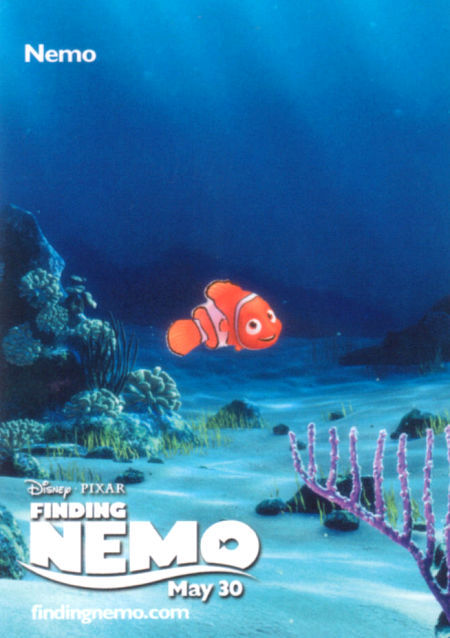 Nemo
Disney · PIXAR
FINDING
NEMO
May 30
findingnemo.com